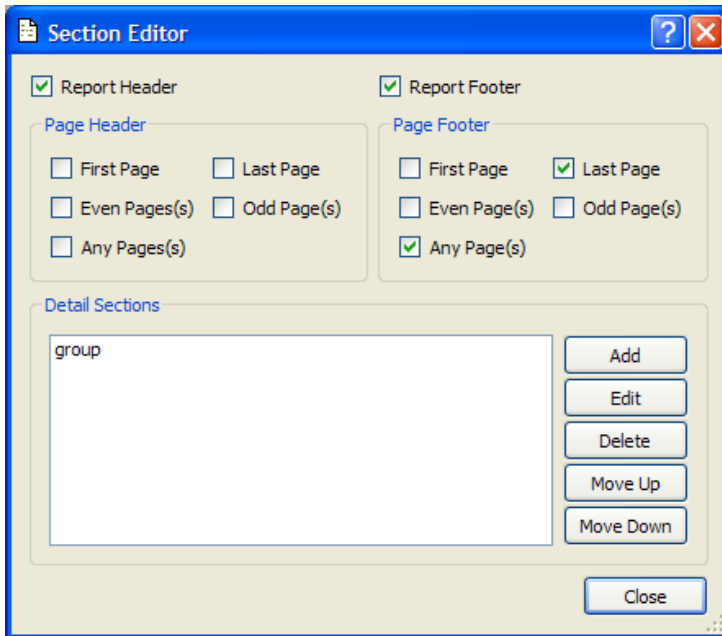 Section Editor
Report Header
Report Footer
Page Header
Page Footer
First Page
Last Page
First Page
Last Page
Even Pages(s)
Odd Page(s)
Even Page(s)
Odd Page(s)
Any Pages(s)
Any Page(s)
Detail Sections
group
Add
Edit
Delete
Move Up
Move Down
Close